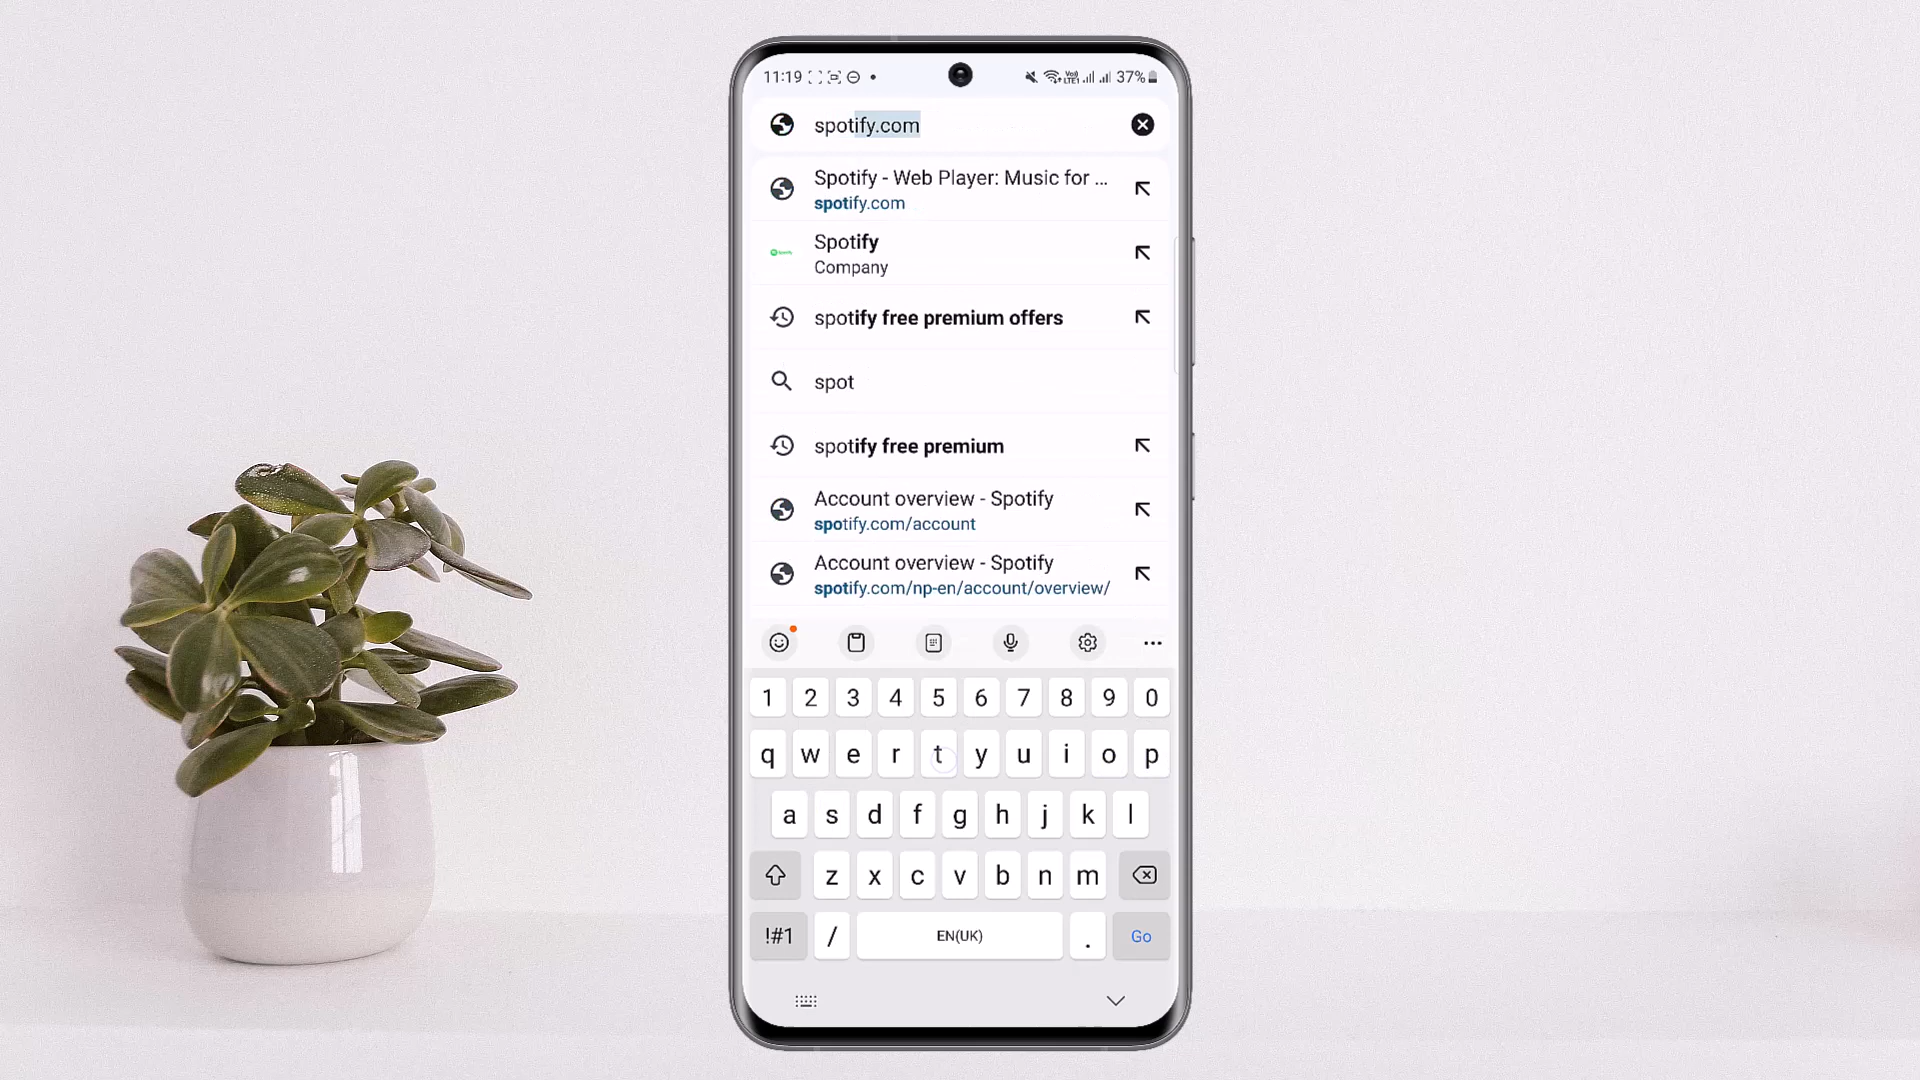 11:19 37%
spotify.com
Spotify - Web Player: Music for ...
spotify.com
Spotify
Company
spotify free premium offers
spot
spotify free premium
Account overview - Spotify
spotify.com/account
Account overview - Spotify
spotify.com/np-en/account/overview/
1 2 3 4 5 6 7 8 9 0
q w e r t y u i o p
a s d f g h j k l
z x c v b n m
!#1 / EN(UK) . Go